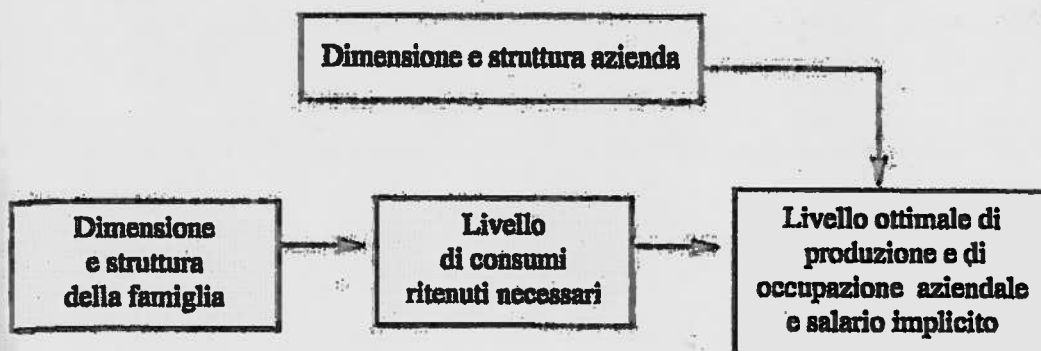 Dimensione e struttura azienda
Dimensione
e struttura
della famiglia
Livello
di consumi
ritenuti necessari
Livello ottimale di
produzione e di
occupazione aziendale
e salario implicito